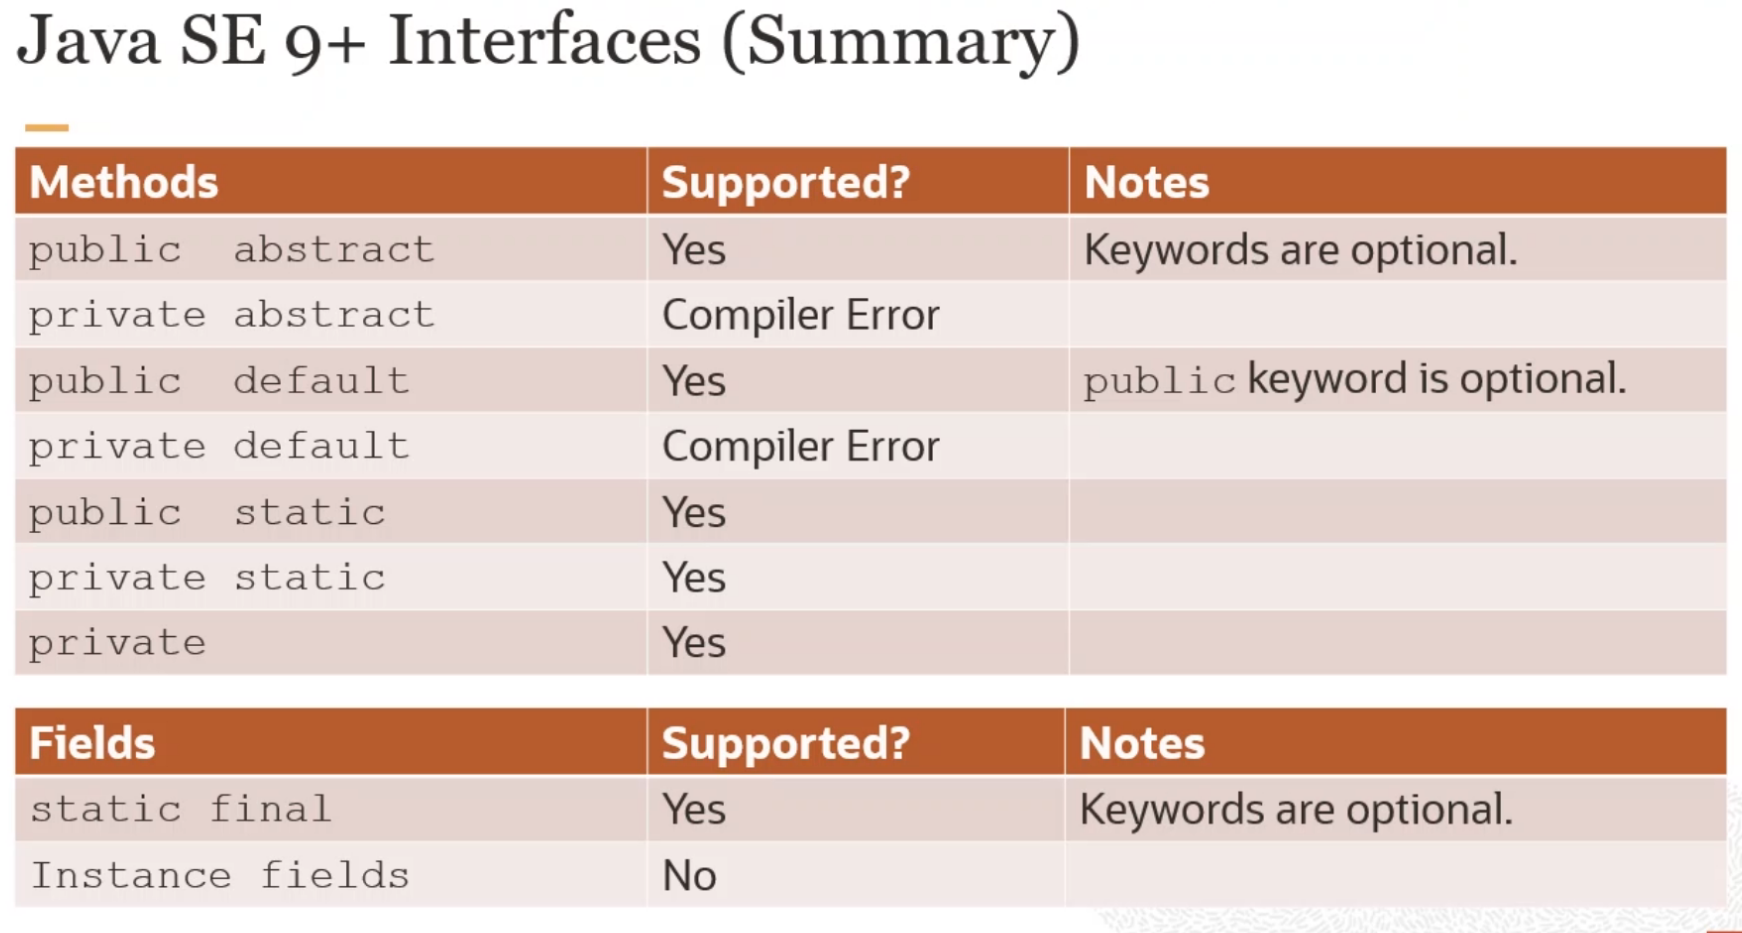 Java SE 9+ Interfaces (Summary)
Methods Supported? Notes
public abstract Yes Keywords are optional.
private abstract Compiler Error
public default Yes public keyword is optional.
private default Compiler Error
public static Yes
private static Yes
private Yes
Fields Supported? Notes
static final Yes Keywords are optional.
Instance fields No